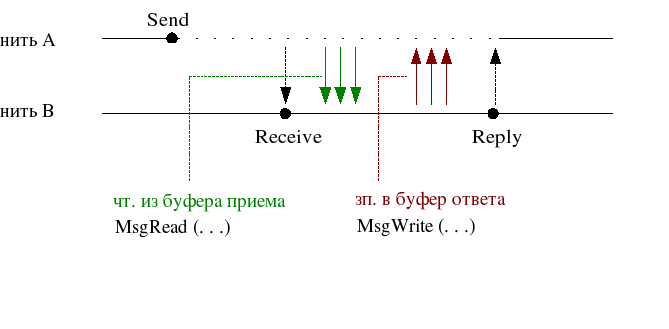 Send
нить A
нить B
Receive
Reply
чт. из буфера приема
MsgRead (. . .)
зп. в буфер ответа
MsgWrite (. . .)